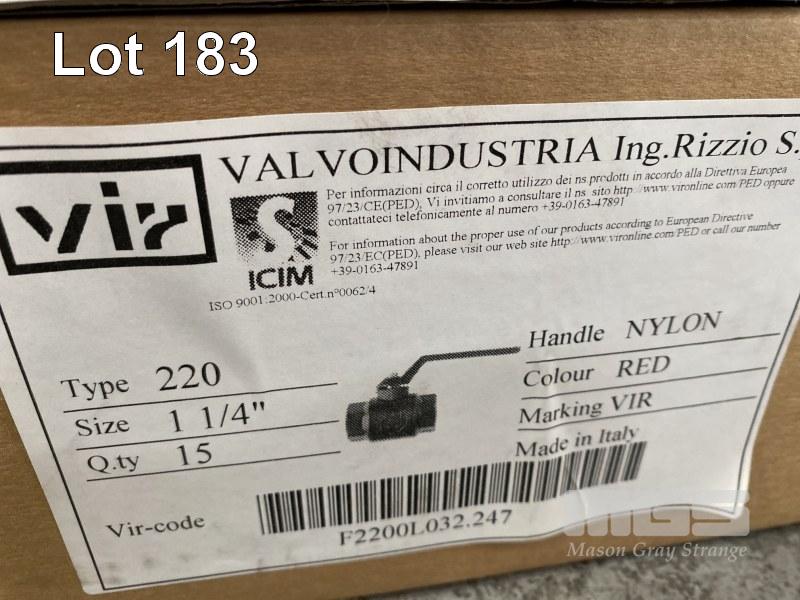 Lot 183
VALVOINDUSTRIA Ing.Rizzio S.
vir
Per informazioni circa il corretto utilizzo dei ns.prodotti in accordo alla Direttiva Europea
97/23/CE(PED), Vi invitiamo a consultare il ns sito http://www.vironline.com/PED oppure
contattateci telefonicamente al numero +39-0163-47891
For information about the proper use of our products according to European Directive
97/23/EC(PED), please visit our web site http://www.vironline.com/PED or call our number
+39-0163-47891
ICIM
ISO 9001:2000-Cert.n°0062/4
Type 220
Size 1 1/4"
Q.ty 15
Handle NYLON
Colour RED
Marking VIR
Made in Italy
Vir-code
F2200L032.247
MGS
Mason Gray Strange